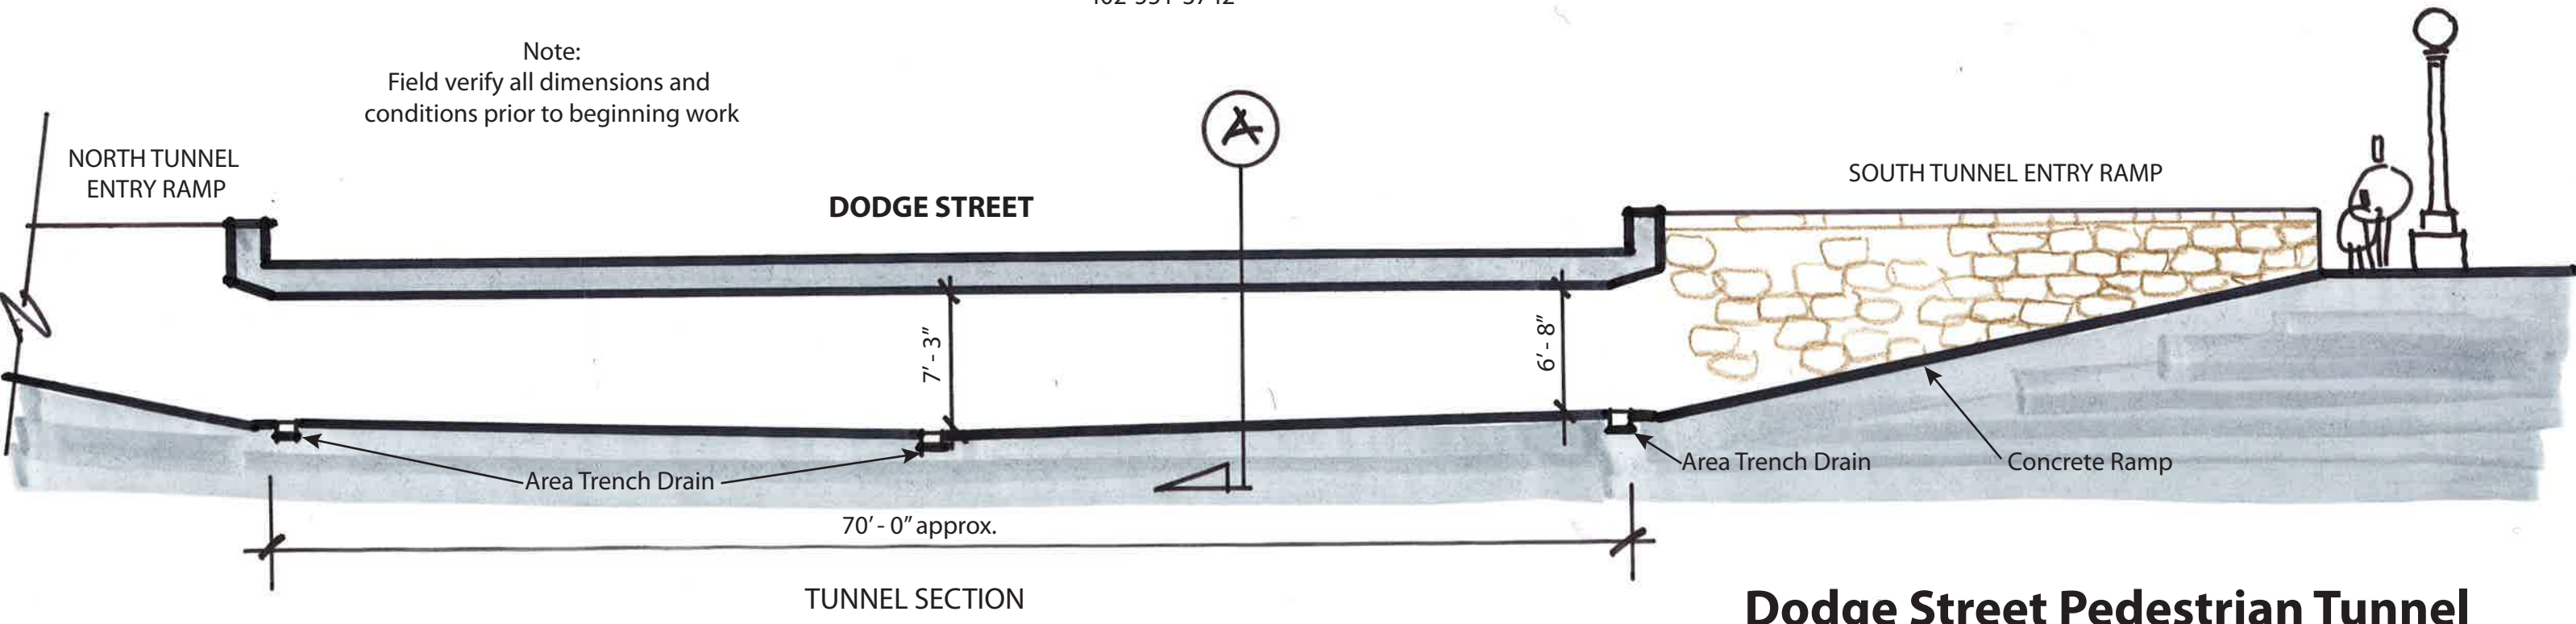 Note:
Field verify all dimensions and
conditions prior to beginning work
NORTH TUNNEL
ENTRY RAMP
DODGE STREET
A
SOUTH TUNNEL ENTRY RAMP
7' - 3"
6' - 8"
Area Trench Drain
Area Trench Drain
Concrete Ramp
70' - 0" approx.
TUNNEL SECTION
Dodge Street Pedestrian Tunnel